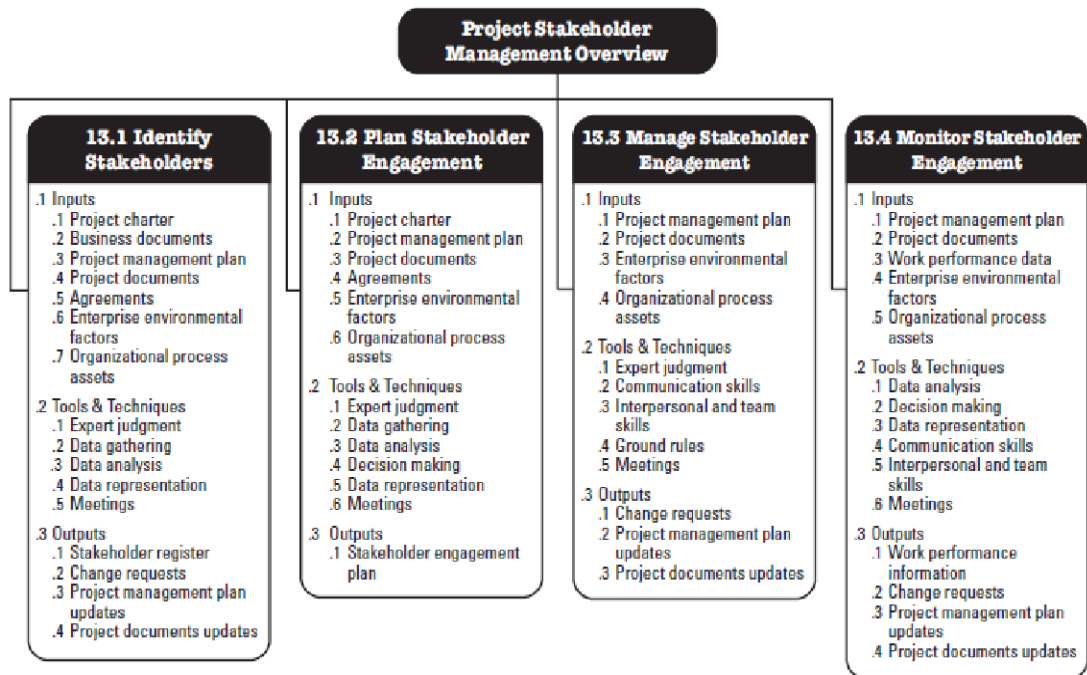 Project Stakeholder
Management Overview
13.1 Identify
Stakeholders
.1 Inputs
.1 Project charter
.2 Business documents
.3 Project management plan
.4 Project documents
.5 Agreements
.6 Enterprise environmental
factors
.7 Organizational process
assets
.2 Tools & Techniques
.1 Expert judgment
.2 Data gathering
.3 Data analysis
.4 Data representation
.5 Meetings
.3 Outputs
.1 Stakeholder register
.2 Change requests
.3 Project management plan
updates
.4 Project documents updates
13.2 Plan Stakeholder
Engagement
.1 Inputs
.1 Project charter
.2 Project management plan
.3 Project documents
.4 Agreements
.5 Enterprise environmental
factors
.6 Organizational process
assets
.2 Tools & Techniques
.1 Expert judgment
.2 Data gathering
.3 Data analysis
.4 Decision making
.5 Data representation
.6 Meetings
.3 Outputs
.1 Stakeholder engagement
plan
13.3 Manage Stakeholder
Engagement
.1 Inputs
.1 Project management plan
.2 Project documents
.3 Enterprise environmental
factors
.4 Organizational process
assets
.2 Tools & Techniques
.1 Expert judgment
.2 Communication skills
.3 Interpersonal and team
skills
.4 Ground rules
.5 Meetings
.3 Outputs
.1 Change requests
.2 Project management plan
updates
.3 Project documents updates
13.4 Monitor Stakeholder
Engagement
.1 Inputs
.1 Project management plan
.2 Project documents
.3 Work performance data
.4 Enterprise environmental
factors
.5 Organizational process
assets
.2 Tools & Techniques
.1 Data analysis
.2 Decision making
.3 Data representation
.4 Communication skills
.5 Interpersonal and team
skills
.6 Meetings
.3 Outputs
.1 Work performance
information
.2 Change requests
.3 Project management plan
updates
.4 Project documents updates